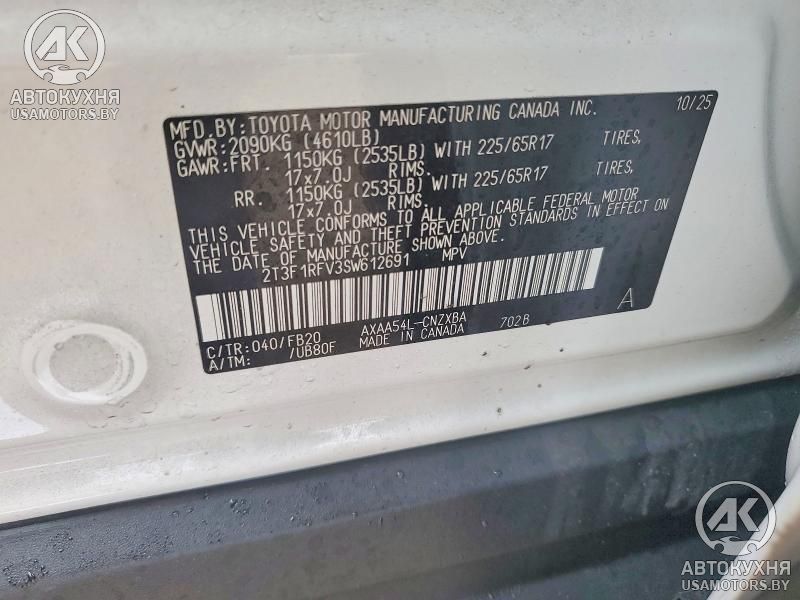 АК
АВТОКУХНЯ
USAMOTORS.BY
10/25
MFD.BY:TOYOTA MOTOR MANUFACTURING CANADA INC.
GVWR:2090KG (4610LB)
GAWR:FRT. 1150KG (2535LB) WITH 225/65R17 TIRES,
17x7.0J RIMS.
RR. 1150KG (2535LB) WITH 225/65R17 TIRES,
17x7.0J RIMS.
THIS VEHICLE CONFORMS TO ALL APPLICABLE FEDERAL MOTOR
VEHICLE SAFETY AND THEFT PREVENTION STANDARDS IN EFFECT ON
THE DATE OF MANUFACTURE SHOWN ABOVE.
2T3F1RFV3SW612691 MPV
A
C/TR:040/FB20 AXAA54L-CNZXBA 702B
A/TM: /UB80F MADE IN CANADA
АК
АВТОКУХНЯ
USAMOTORS.BY